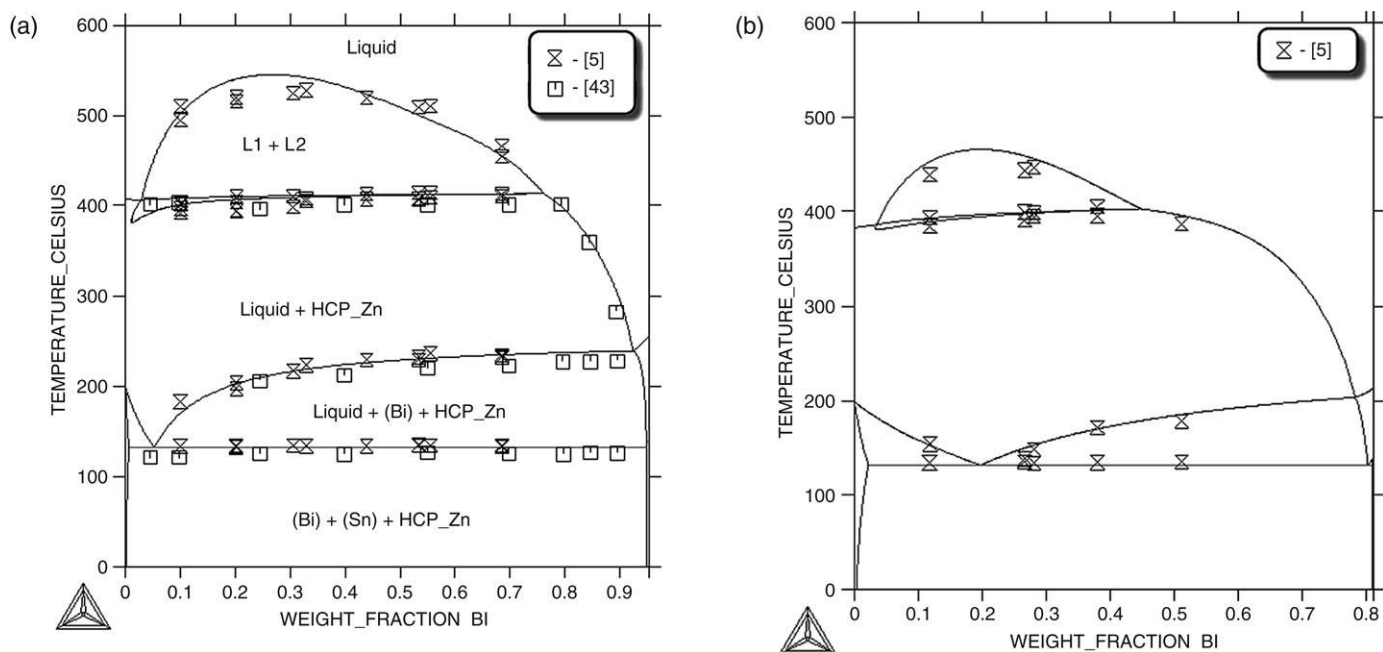 (a)
600
500
400
300
200
100
0
TEMPERATURE_CELSIUS
Liquid
- [5]
- [43]
L1 + L2
Liquid + HCP_Zn
Liquid + (Bi) + HCP_Zn
(Bi) + (Sn) + HCP_Zn
0 0.1 0.2 0.3 0.4 0.5 0.6 0.7 0.8 0.9
WEIGHT_FRACTION BI
(b)
600
500
400
300
200
100
0
TEMPERATURE_CELSIUS
- [5]
0 0.1 0.2 0.3 0.4 0.5 0.6 0.7 0.8
WEIGHT_FRACTION BI